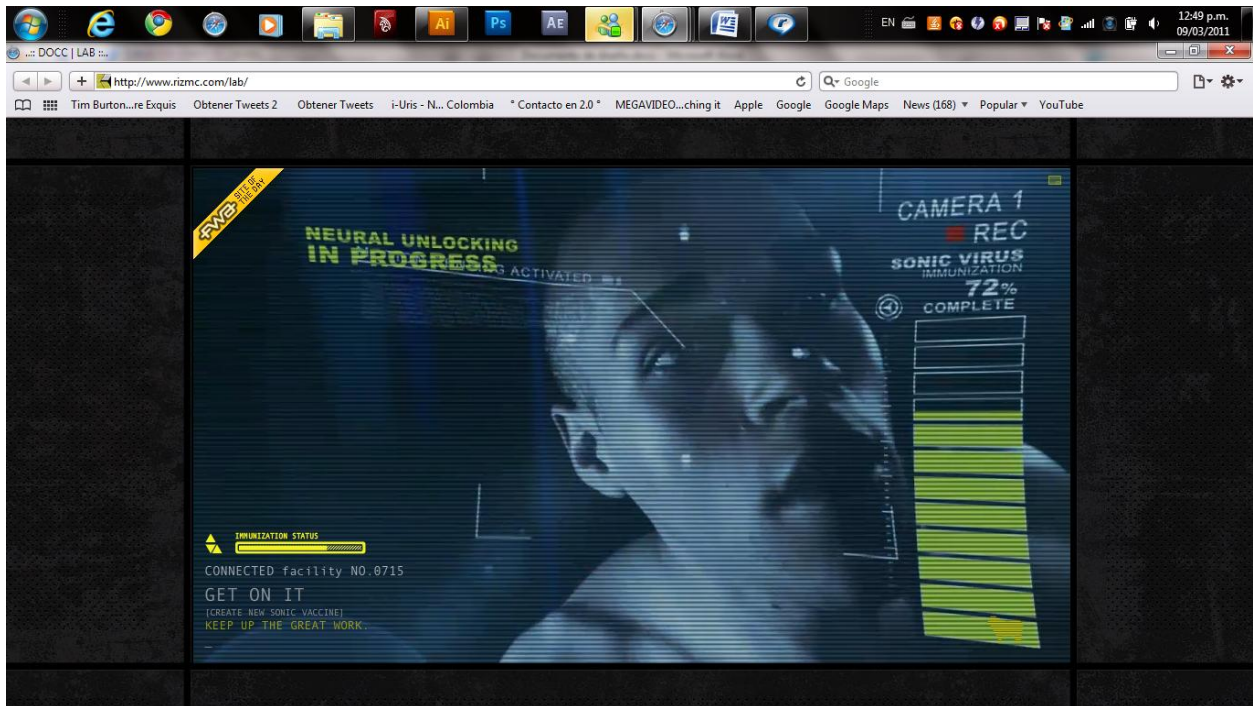 Ai
Ps
AE
EN
12:49 p.m.
09/03/2011
..:: DOCC | LAB ::..
http://www.rizmc.com/lab/
Google
Tim Burton...re Exquis
Obtener Tweets 2
Obtener Tweets
i-Uris - N... Colombia
° Contacto en 2.0 °
MEGAVIDEO...ching it
Apple
Google
Google Maps
News (168)
Popular
YouTube
FWA SITE OF
THE DAY
NEURAL UNLOCKING
IN PROGRESS
ACTIVATED
CAMERA 1
REC
SONIC VIRUS
IMMUNIZATION
72%
COMPLETE
IMMUNIZATION STATUS
CONNECTED facility NO.0715
GET ON IT
[CREATE NEW SONIC VACCINE]
KEEP UP THE GREAT WORK.
_